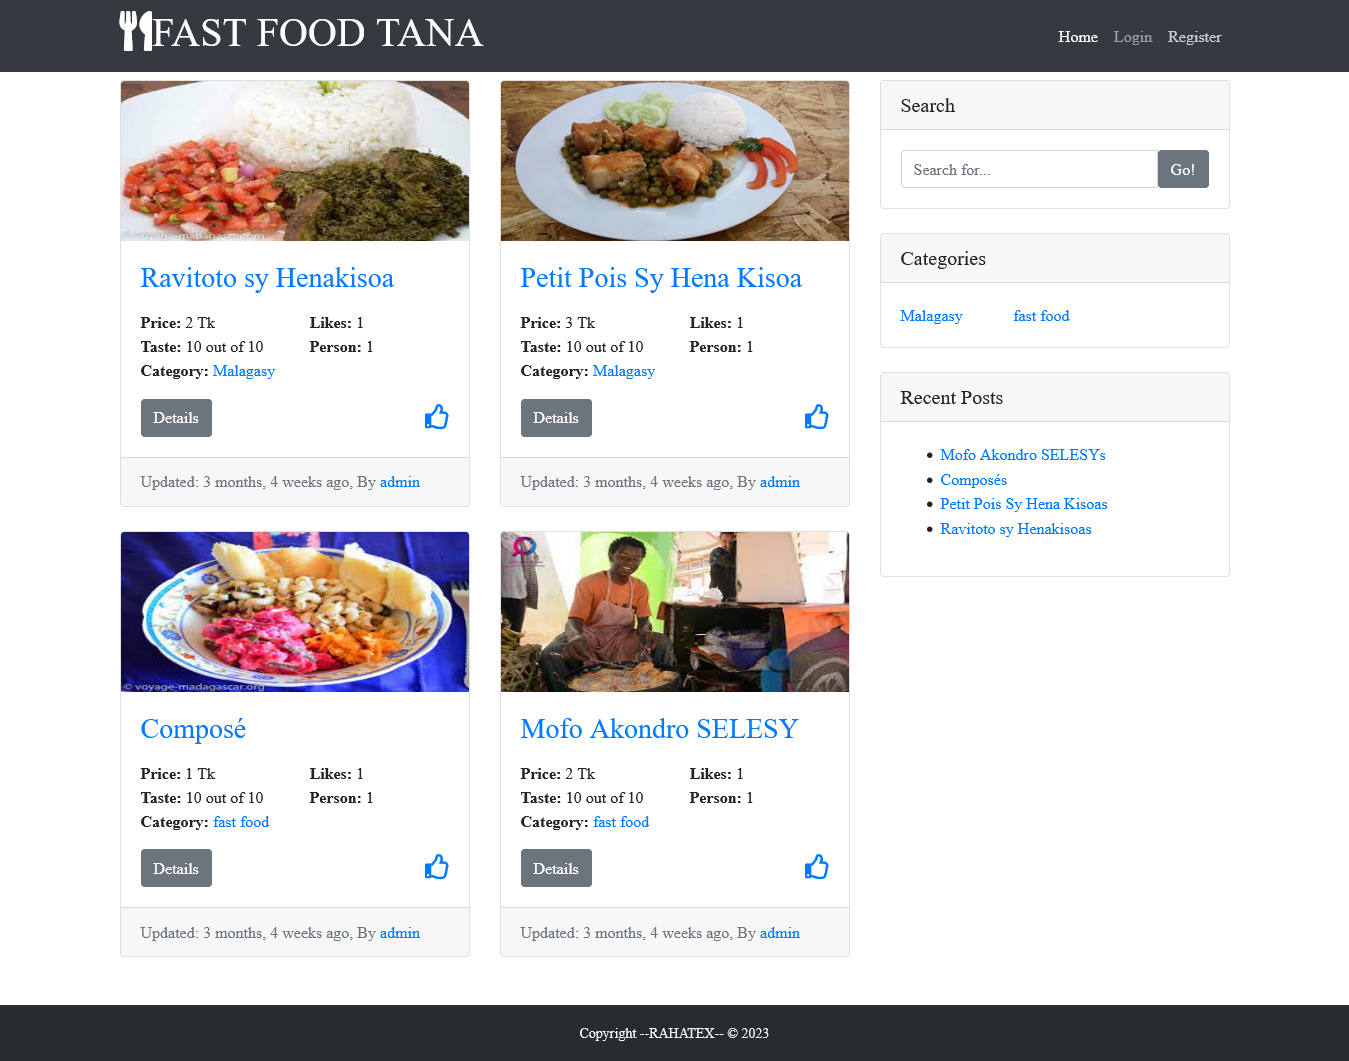 FAST FOOD TANA
Home Login Register
© voyage-madagascar.org
Ravitoto sy Henakisoa
Price: 2 Tk Likes: 1
Taste: 10 out of 10 Person: 1
Category: Malagasy
Details
Updated: 3 months, 4 weeks ago, By admin
Petit Pois Sy Hena Kisoa
Price: 3 Tk Likes: 1
Taste: 10 out of 10 Person: 1
Category: Malagasy
Details
Updated: 3 months, 4 weeks ago, By admin
© voyage-madagascar.org
Composé
Price: 1 Tk Likes: 1
Taste: 10 out of 10 Person: 1
Category: fast food
Details
Updated: 3 months, 4 weeks ago, By admin
Mofo Akondro SELESY
Price: 2 Tk Likes: 1
Taste: 10 out of 10 Person: 1
Category: fast food
Details
Updated: 3 months, 4 weeks ago, By admin
Search
Search for...
Go!
Categories
Malagasy fast food
Recent Posts
Mofo Akondro SELESYs
Composés
Petit Pois Sy Hena Kisoas
Ravitoto sy Henakisoas
Copyright --RAHATEX-- © 2023